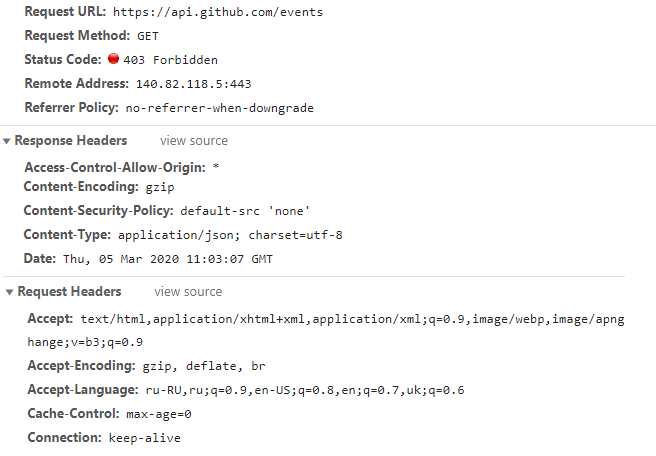 Request URL: https://api.github.com/events
Request Method: GET
Status Code: 403 Forbidden
Remote Address: 140.82.118.5:443
Referrer Policy: no-referrer-when-downgrade
Response Headers view source
Access-Control-Allow-Origin: *
Content-Encoding: gzip
Content-Security-Policy: default-src 'none'
Content-Type: application/json; charset=utf-8
Date: Thu, 05 Mar 2020 11:03:07 GMT
Request Headers view source
Accept: text/html,application/xhtml+xml,application/xml;q=0.9,image/webp,image/apng
hange;v=b3;q=0.9
Accept-Encoding: gzip, deflate, br
Accept-Language: ru-RU,ru;q=0.9,en-US;q=0.8,en;q=0.7,uk;q=0.6
Cache-Control: max-age=0
Connection: keep-alive